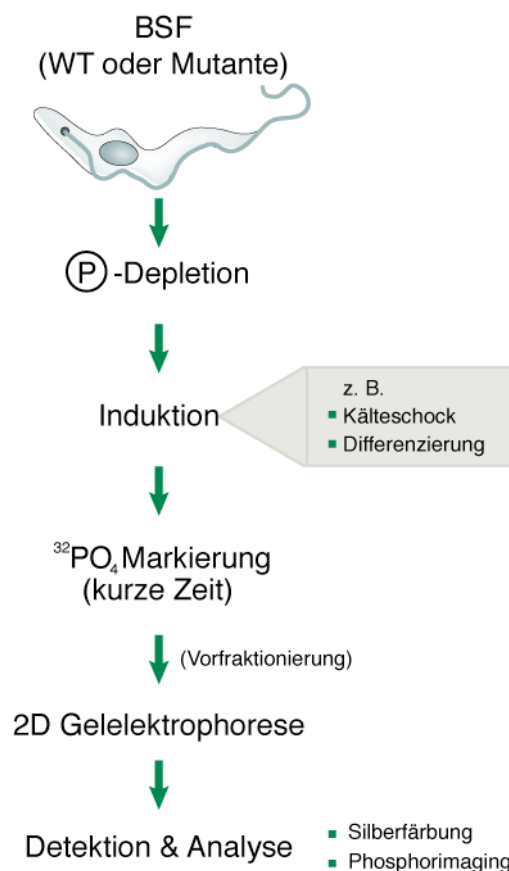 BSF
(WT oder Mutante)
P -Depletion
Induktion
z. B.
Kälteschock
Differenzierung
³²PO₄ Markierung
(kurze Zeit)
(Vorfraktionierung)
2D Gelelektrophorese
Detektion & Analyse
Silberfärbung
Phosphorimaging